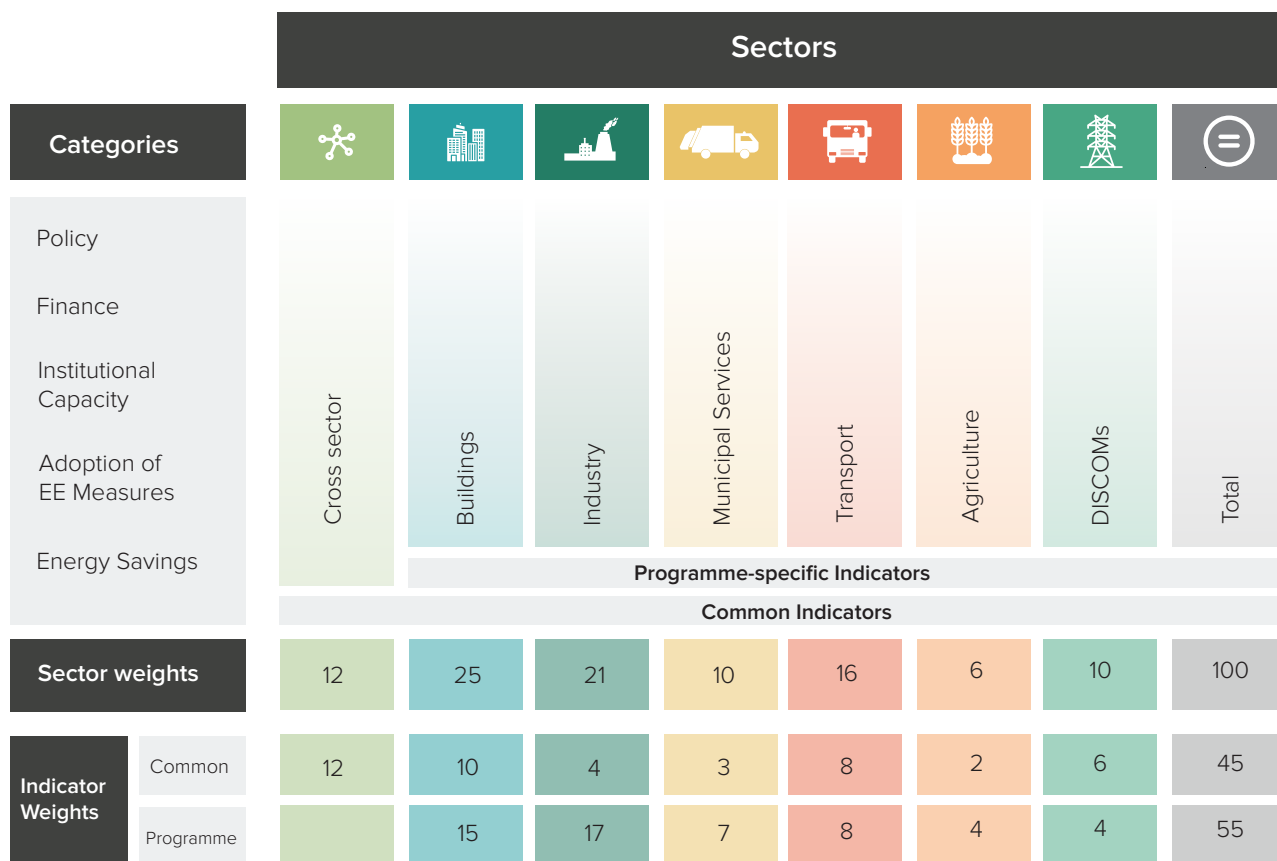 Sectors
Categories
Policy
Finance
Institutional
Capacity
Adoption of
EE Measures
Energy Savings
Cross sector
Buildings
Industry
Municipal Services
Transport
Agriculture
DISCOMs
Total
Programme-specific Indicators
Common Indicators
Sector weights 12 25 21 10 16 6 10 100
Indicator
Weights
Common 12 10 4 3 8 2 6 45
Programme 15 17 7 8 4 4 55